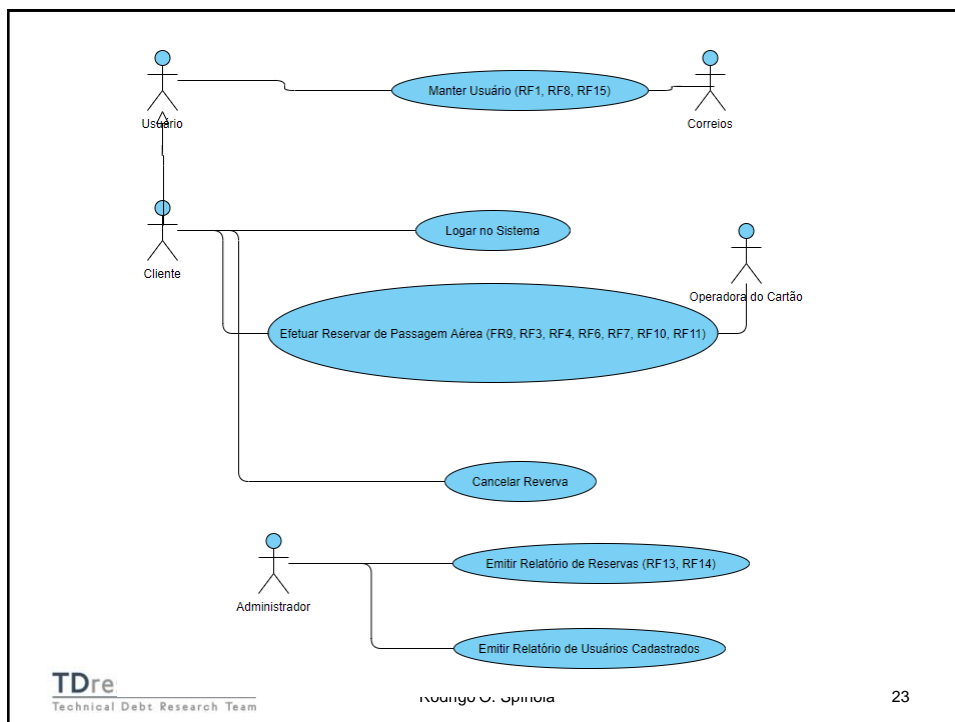 Manter Usuário (RF1, RF8, RF15)
Usuário
Correios
Logar no Sistema
Cliente
Operadora do Cartão
Efetuar Reservar de Passagem Aérea (FR9, RF3, RF4, RF6, RF7, RF10, RF11)
Cancelar Reverva
Emitir Relatório de Reservas (RF13, RF14)
Administrador
Emitir Relatório de Usuários Cadastrados
TDre
Technical Debt Research Team
Rodrigo O. Spínola
23